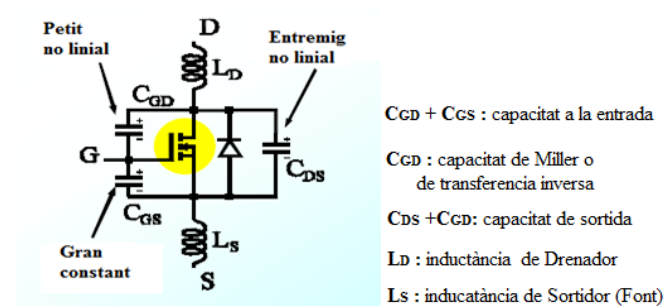 Petit
no linial
D
Entremig
no linial
LD
CGD
G
CDS
CGS
LS
Gran
constant
S
CGD + CGS : capacitat a la entrada
CGD : capacitat de Miller o
de transferencia inversa
CDS +CGD: capacitat de sortida
LD : inductància de Drenador
LS : inducatància de Sortidor (Font)